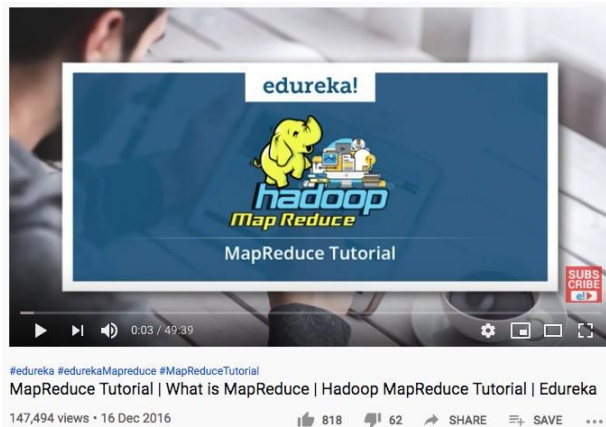 edureka!
hadoop
Map Reduce
MapReduce Tutorial
SUBS
CRIBE
e!
0:03 / 49:39
#edureka #edurekaMapreduce #MapReduceTutorial
MapReduce Tutorial | What is MapReduce | Hadoop MapReduce Tutorial | Edureka
147,494 views • 16 Dec 2016
818 62 SHARE SAVE